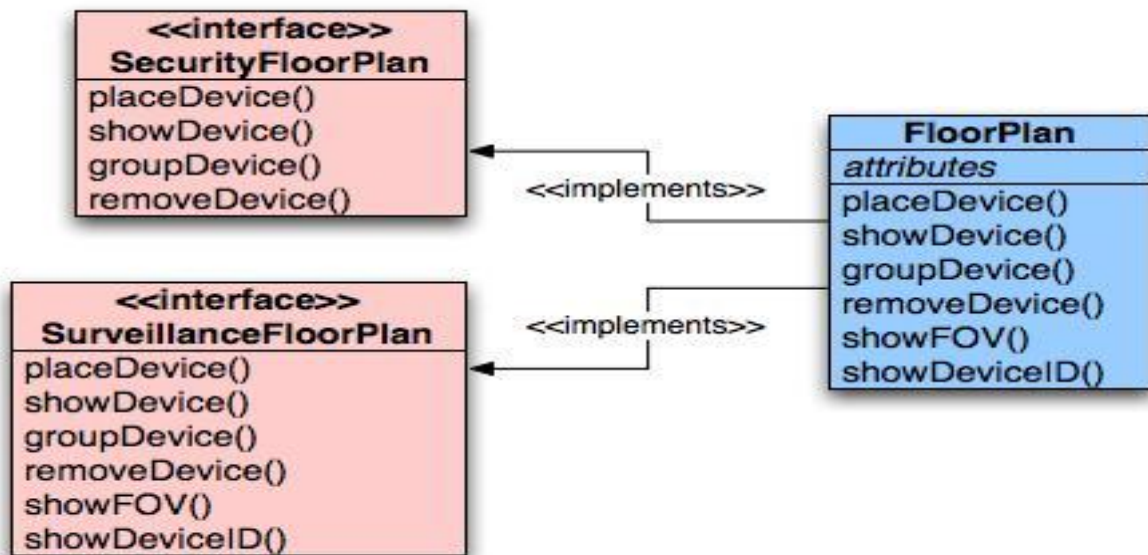 <<interface>>
SecurityFloorPlan
placeDevice()
showDevice()
groupDevice()
removeDevice()
<<implements>>
FloorPlan
attributes
placeDevice()
showDevice()
groupDevice()
removeDevice()
showFOV()
showDeviceID()
<<interface>>
SurveillanceFloorPlan
placeDevice()
showDevice()
groupDevice()
removeDevice()
showFOV()
showDeviceID()
<<implements>>